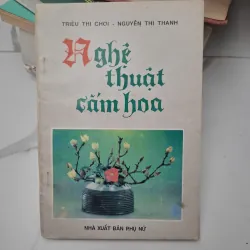 TRIỆU THỊ CHƠI - NGUYỄN THỊ THANH
Nghệ
thuật
cắm hoa
NHÀ XUẤT BẢN PHỤ NỮ